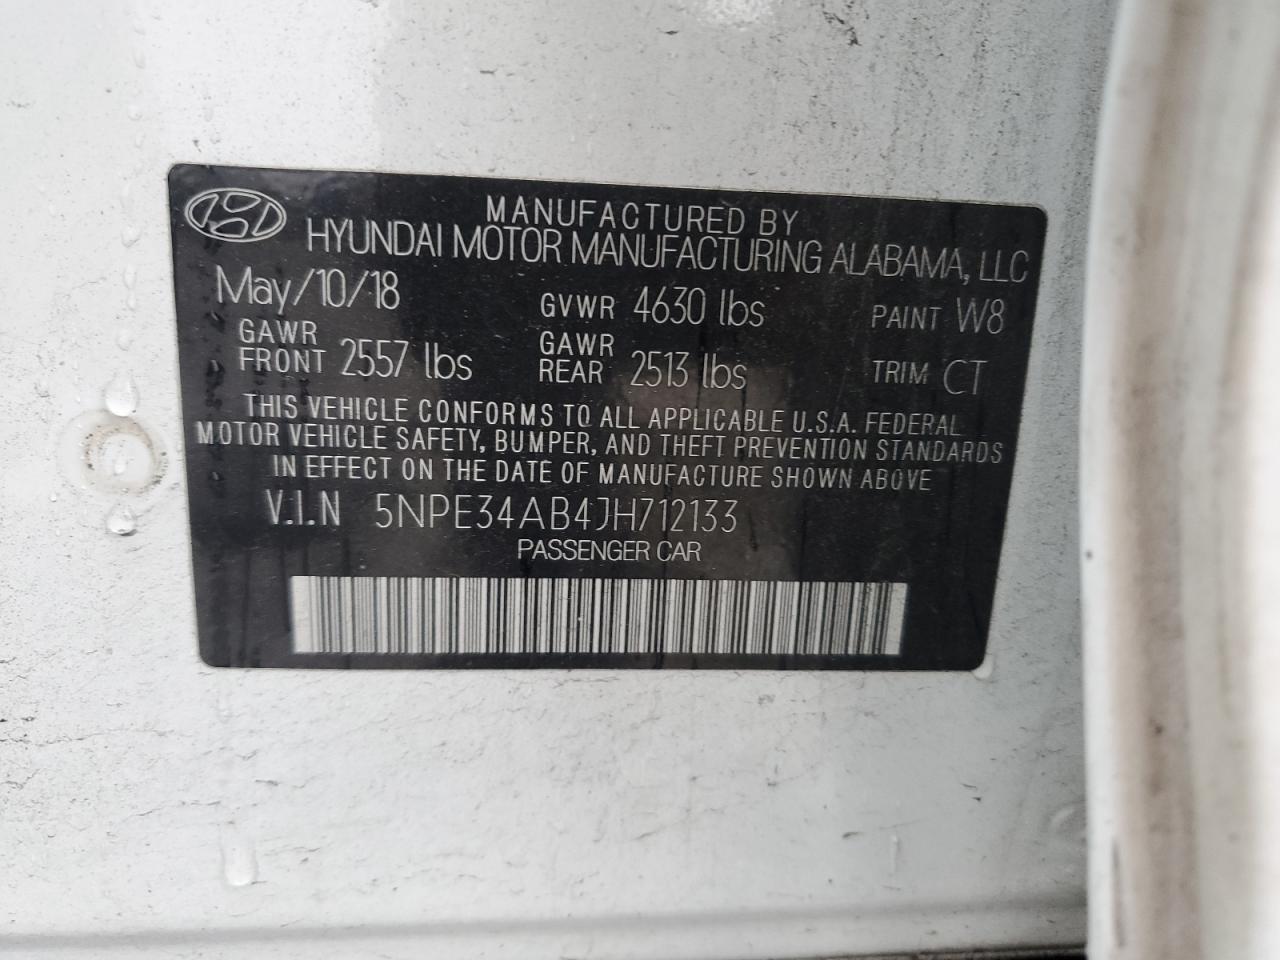 MANUFACTURED BY
HYUNDAI MOTOR MANUFACTURING ALABAMA, LLC
May/10/18 GVWR 4630 lbs PAINT W8
GAWR FRONT 2557 lbs GAWR REAR 2513 lbs TRIM CT
THIS VEHICLE CONFORMS TO ALL APPLICABLE U.S.A. FEDERAL
MOTOR VEHICLE SAFETY, BUMPER, AND THEFT PREVENTION STANDARDS
IN EFFECT ON THE DATE OF MANUFACTURE SHOWN ABOVE
V.I.N 5NPE34AB4JH712133
PASSENGER CAR